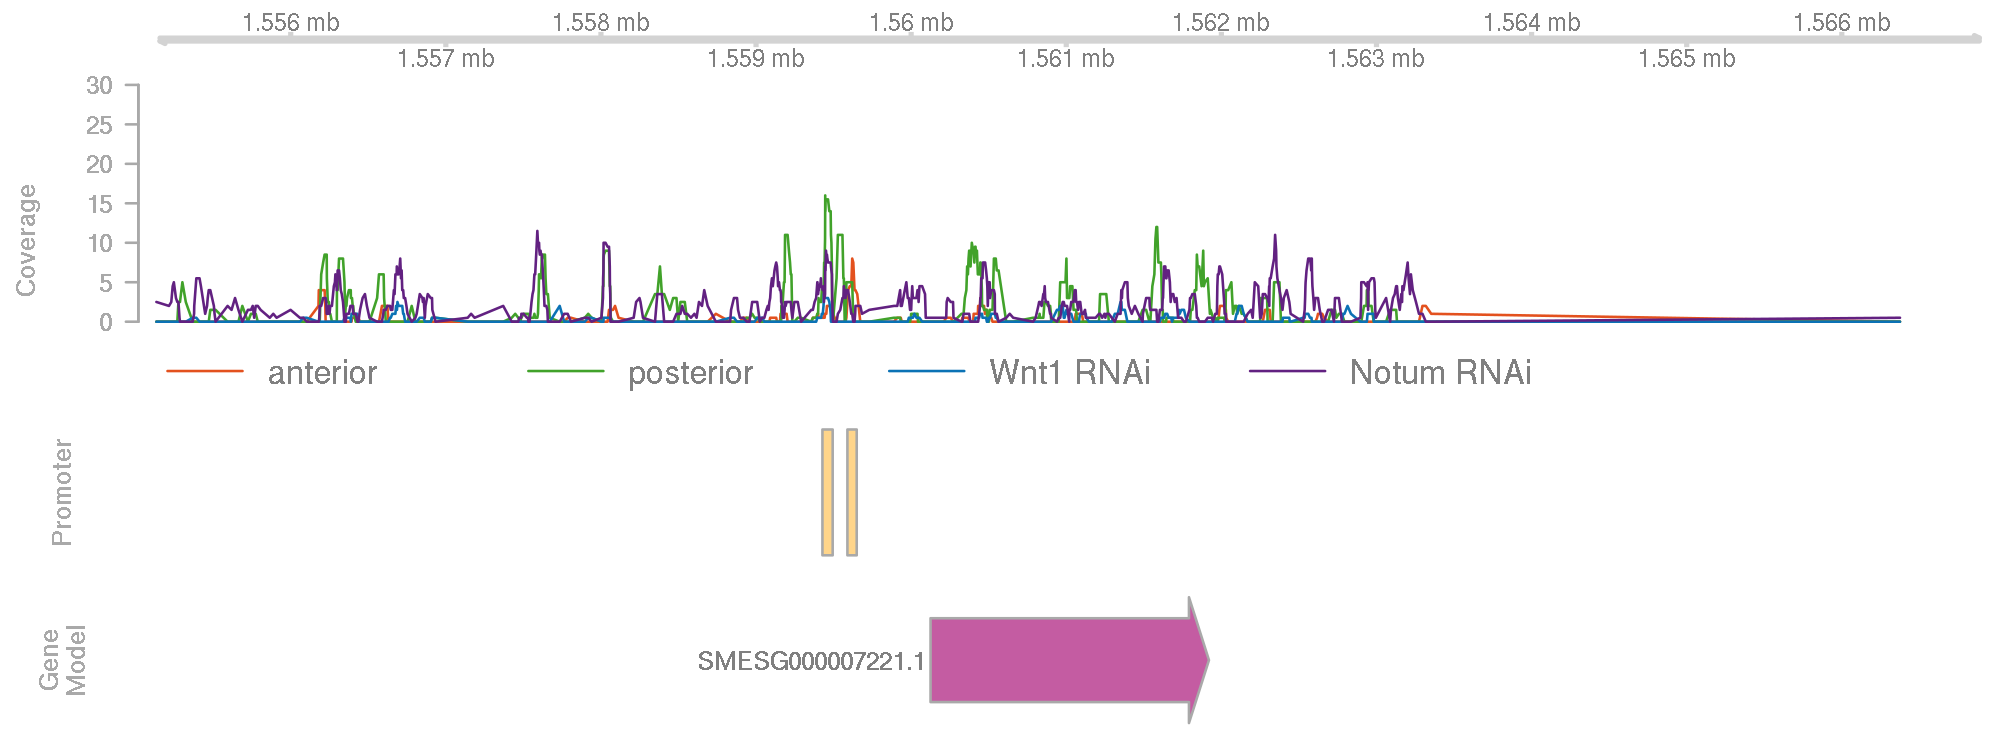 1.556 mb 1.558 mb 1.56 mb 1.562 mb 1.564 mb 1.566 mb
1.557 mb 1.559 mb 1.561 mb 1.563 mb 1.565 mb
30
25
20
15
10
5
0
Coverage
anterior posterior Wnt1 RNAi Notum RNAi
Promoter
Gene
Model
SMESG000007221.1